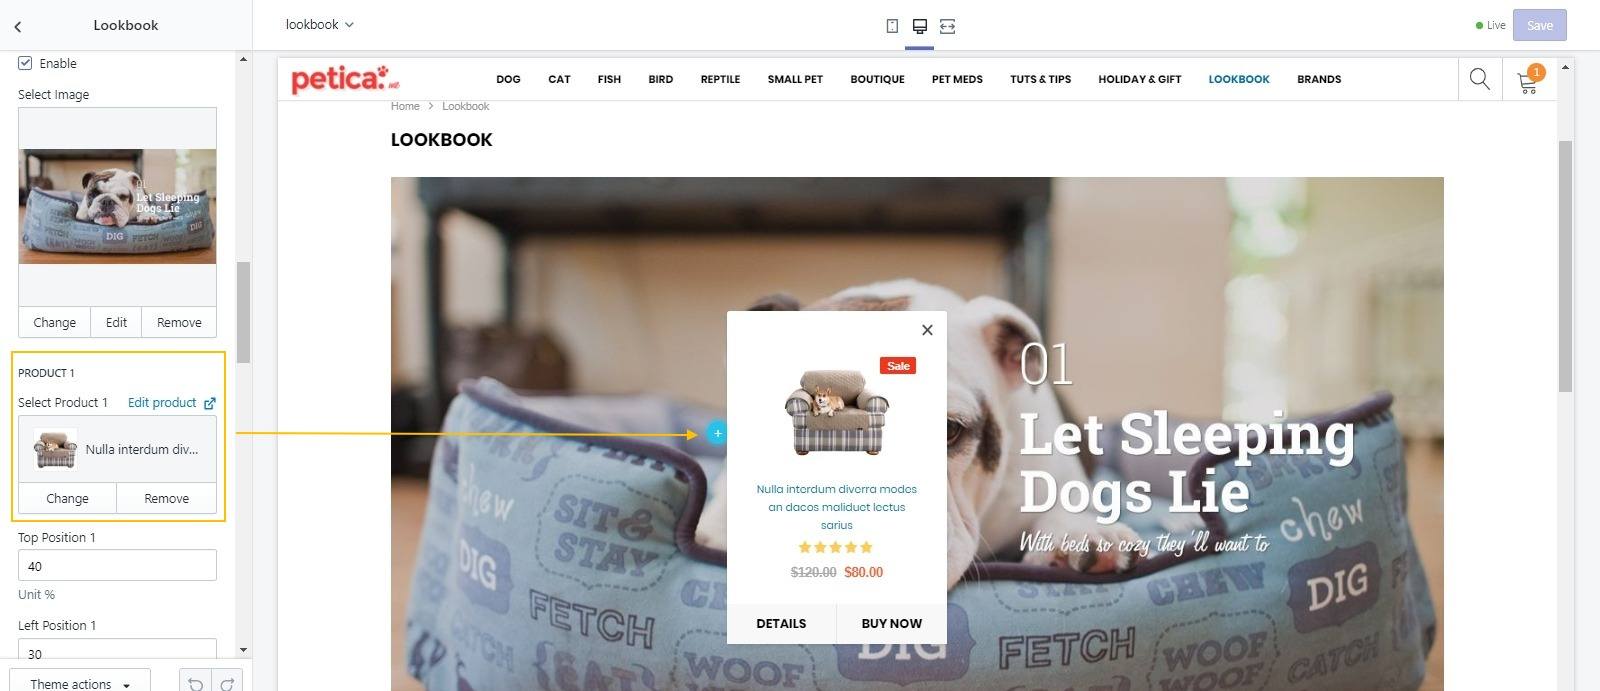 Lookbook
lookbook
Live
Save
Enable
Select Image
01
Let Sleeping
Dogs Lie
DIG
FETCH
Change
Edit
Remove
PRODUCT 1
Select Product 1
Edit product
Nulla interdum div...
Change
Remove
Top Position 1
40
Unit %
Left Position 1
30
Theme actions
petica.
DOG
CAT
FISH
BIRD
REPTILE
SMALL PET
BOUTIQUE
PET MEDS
TUTS & TIPS
HOLIDAY & GIFT
LOOKBOOK
BRANDS
1
Home > Lookbook
LOOKBOOK
Sale
Nulla interdum diverra modes
an dacos maliduct lectus
sarius
$120.00 $80.00
DETAILS
BUY NOW
01
Let Sleeping
Dogs Lie
With beds so cozy they'll want to
chew
SIT &
STAY
DIG
FETCH
chew
CHEW
DIG
FETCH
WOOF
WOOF
DIG